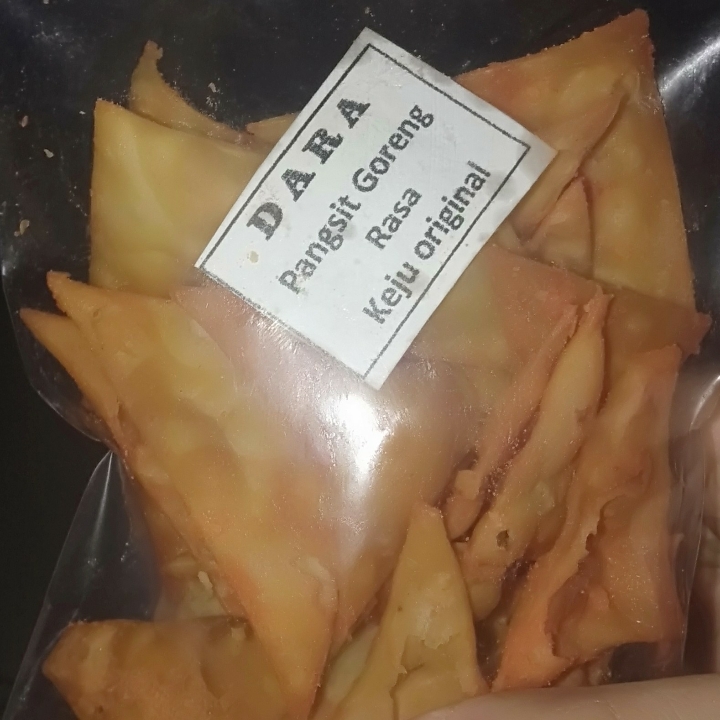 DARA
Pangsit Goreng
Rasa
Keju original